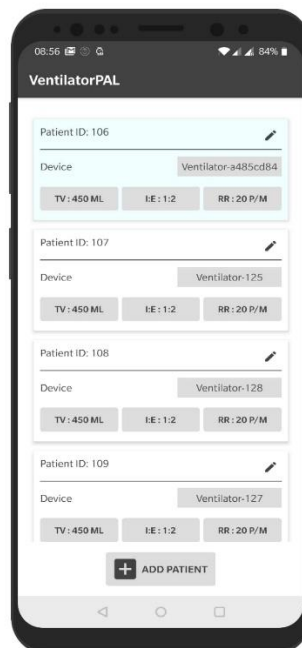 08:56 84%
VentilatorPAL
Patient ID: 106
Device Ventilator-a485cd84
TV : 450 ML I:E : 1:2 RR : 20 P/M
Patient ID: 107
Device Ventilator-125
TV : 450 ML I:E : 1:2 RR : 20 P/M
Patient ID: 108
Device Ventilator-128
TV : 450 ML I:E : 1:2 RR : 20 P/M
Patient ID: 109
Device Ventilator-127
TV : 450 ML I:E : 1:2 RR : 20 P/M
ADD PATIENT